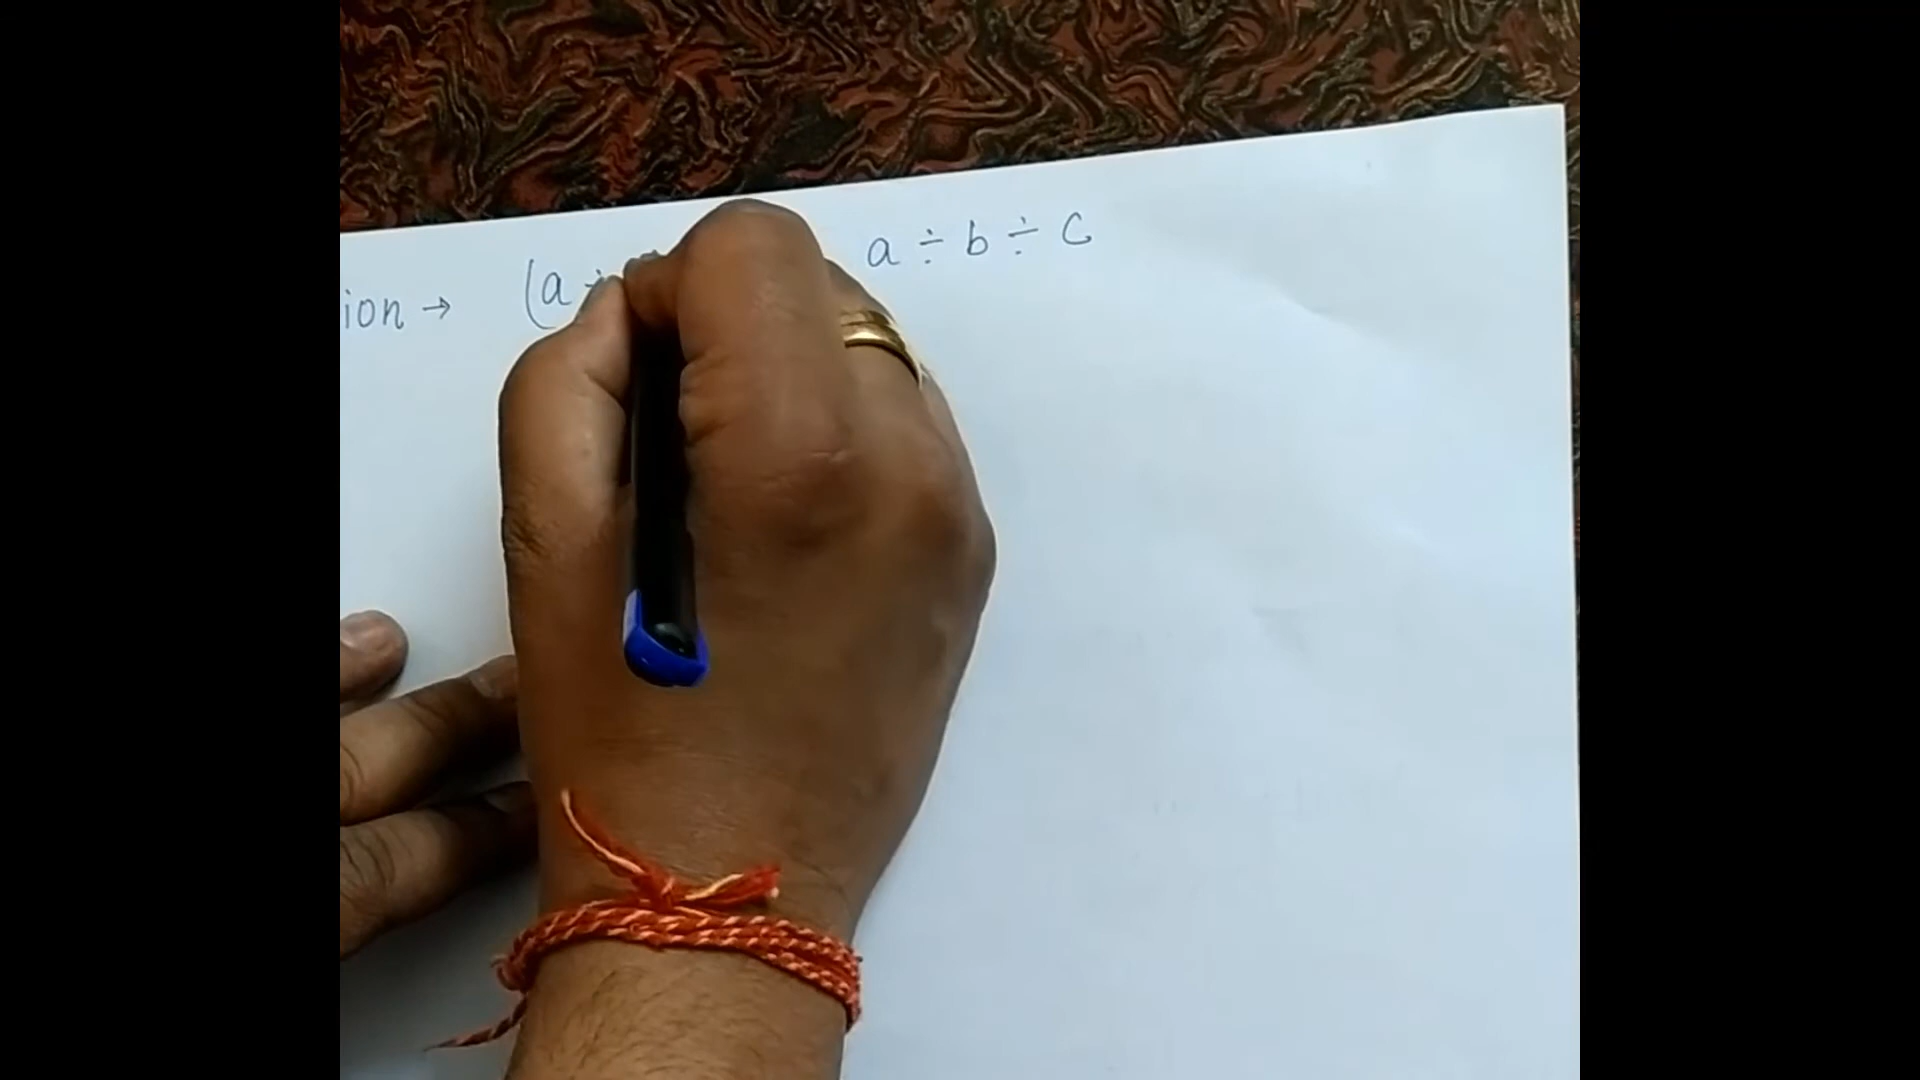 ion → (a ÷ a ÷ b ÷ c